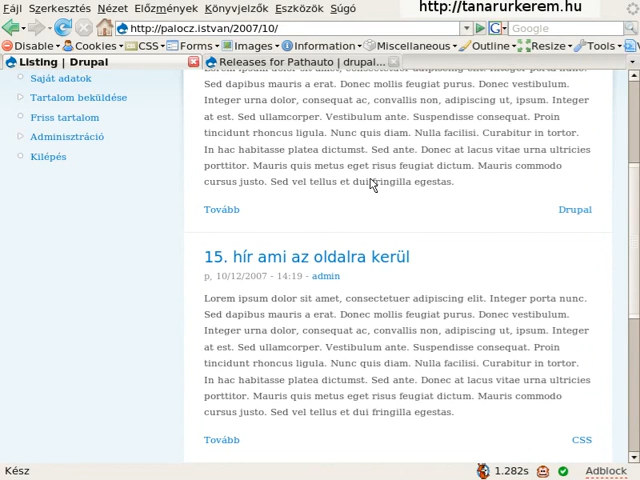 Fájl Szerkesztés Nézet Előzmények Könyvjelzők Eszközök Súgó
http://tanarurkerem.hu
http://palocz.istvan/2007/10/
Google
Disable Cookies CSS Forms Images Information Miscellaneous Outline Resize Tools
Listing | Drupal
Releases for Pathauto | drupal...
Saját adatok
Tartalom beküldése
Friss tartalom
Adminisztráció
Kilépés
Sed dapibus mauris a erat. Donec mollis feugiat purus. Donec vestibulum.
Integer urna dolor, consequat ac, convallis non, adipiscing ut, ipsum. Integer
at est. Sed ullamcorper. Vestibulum ante. Suspendisse consequat. Proin
tincidunt rhoncus ligula. Nunc quis diam. Nulla facilisi. Curabitur in tortor.
In hac habitasse platea dictumst. Sed ante. Donec at lacus vitae urna ultricies
porttitor. Mauris quis metus eget risus feugiat dictum. Mauris commodo
cursus justo. Sed vel tellus et dui fringilla egestas.
Tovább
Drupal
15. hír ami az oldalra kerül
p, 10/12/2007 - 14:19 - admin
Lorem ipsum dolor sit amet, consectetuer adipiscing elit. Integer porta nunc.
Sed dapibus mauris a erat. Donec mollis feugiat purus. Donec vestibulum.
Integer urna dolor, consequat ac, convallis non, adipiscing ut, ipsum. Integer
at est. Sed ullamcorper. Vestibulum ante. Suspendisse consequat. Proin
tincidunt rhoncus ligula. Nunc quis diam. Nulla facilisi. Curabitur in tortor.
In hac habitasse platea dictumst. Sed ante. Donec at lacus vitae urna ultricies
porttitor. Mauris quis metus eget risus feugiat dictum. Mauris commodo
cursus justo. Sed vel tellus et dui fringilla egestas.
Tovább
CSS
Kész
1.282s
Adblock